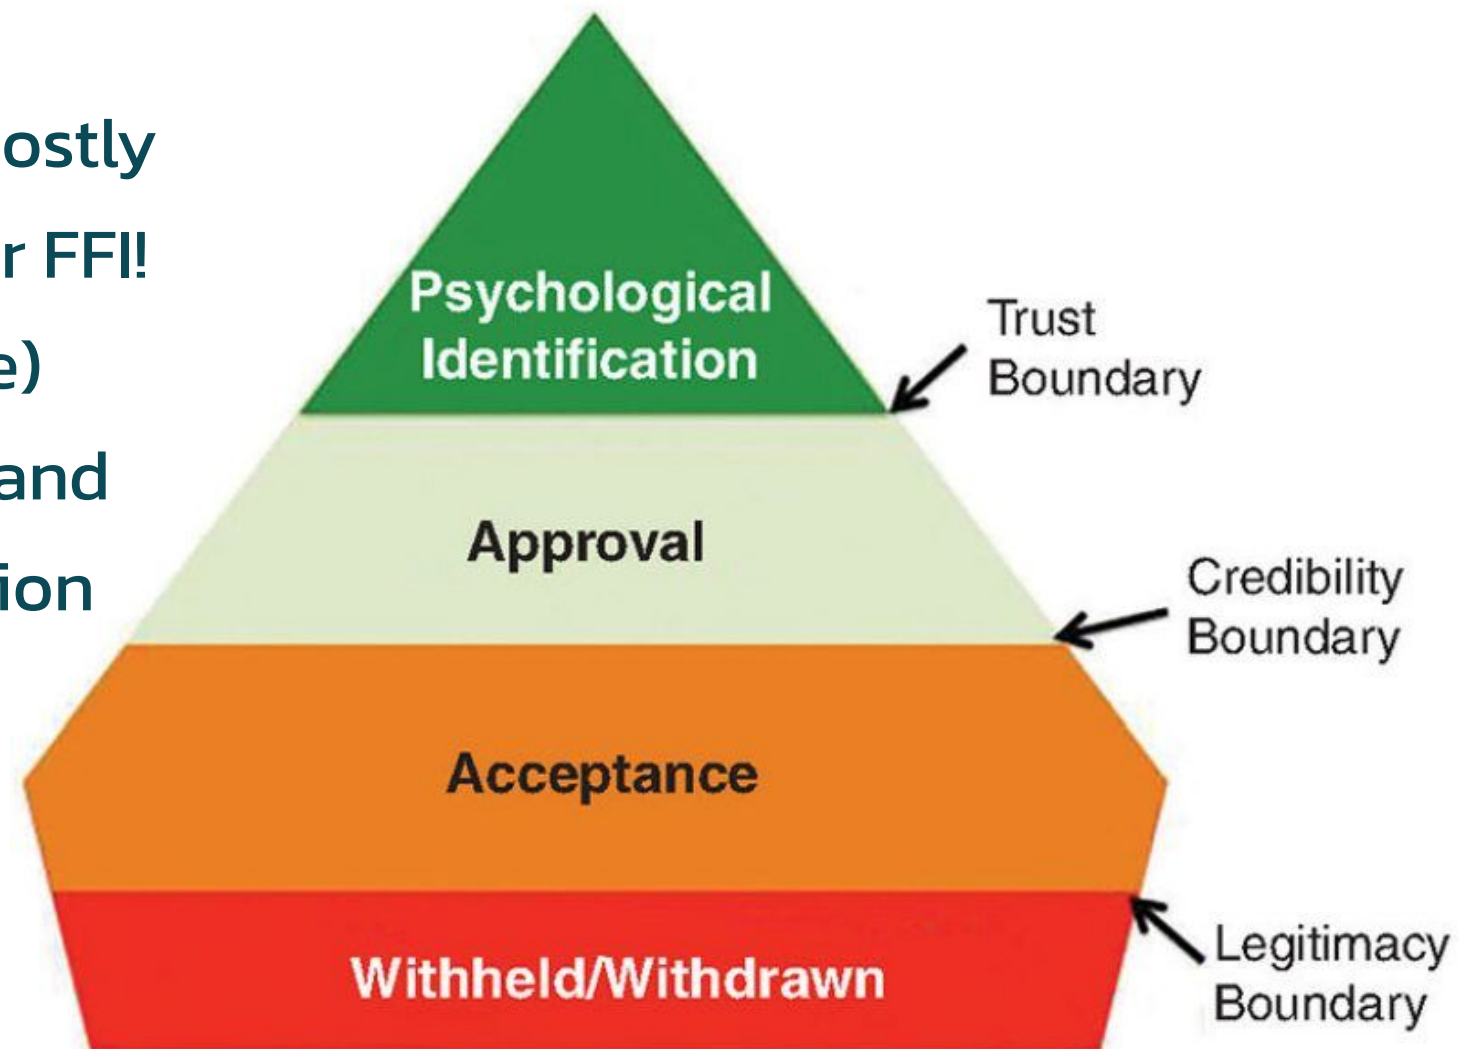 ostly
r FFI!
e)
and
ion
Psychological
Identification
Trust
Boundary
Approval
Credibility
Boundary
Acceptance
Legitimacy
Boundary
Withheld/Withdrawn